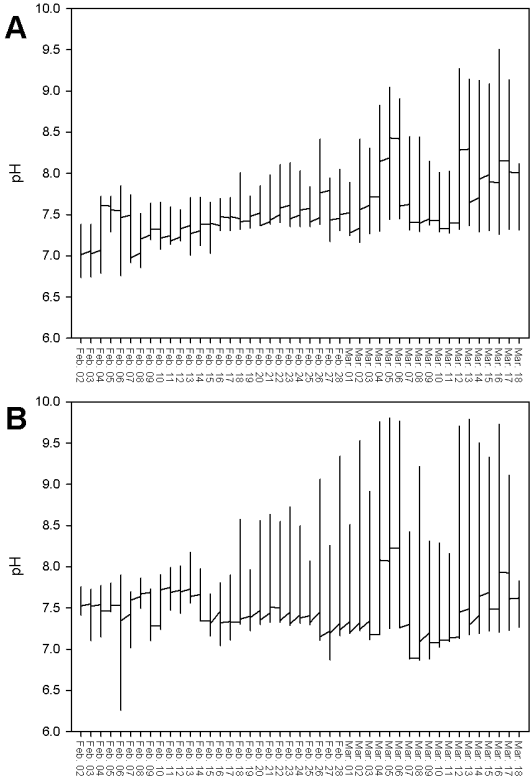 A
10.0
9.5
9.0
8.5
8.0
7.5
7.0
6.5
6.0
pH
Feb. 02
Feb. 03
Feb. 04
Feb. 05
Feb. 06
Feb. 07
Feb. 08
Feb. 09
Feb. 10
Feb. 11
Feb. 12
Feb. 13
Feb. 14
Feb. 15
Feb. 16
Feb. 17
Feb. 18
Feb. 19
Feb. 20
Feb. 21
Feb. 22
Feb. 23
Feb. 24
Feb. 25
Feb. 26
Feb. 27
Feb. 28
Mar. 01
Mar. 02
Mar. 03
Mar. 04
Mar. 05
Mar. 06
Mar. 07
Mar. 08
Mar. 09
Mar. 10
Mar. 11
Mar. 12
Mar. 13
Mar. 14
Mar. 15
Mar. 16
Mar. 17
Mar. 18
B
10.0
9.5
9.0
8.5
8.0
7.5
7.0
6.5
6.0
pH
Feb. 02
Feb. 03
Feb. 04
Feb. 05
Feb. 06
Feb. 07
Feb. 08
Feb. 09
Feb. 10
Feb. 11
Feb. 12
Feb. 13
Feb. 14
Feb. 15
Feb. 16
Feb. 17
Feb. 18
Feb. 19
Feb. 20
Feb. 21
Feb. 22
Feb. 23
Feb. 24
Feb. 25
Feb. 26
Feb. 27
Feb. 28
Mar. 01
Mar. 02
Mar. 03
Mar. 04
Mar. 05
Mar. 06
Mar. 07
Mar. 08
Mar. 09
Mar. 10
Mar. 11
Mar. 12
Mar. 13
Mar. 14
Mar. 15
Mar. 16
Mar. 17
Mar. 18